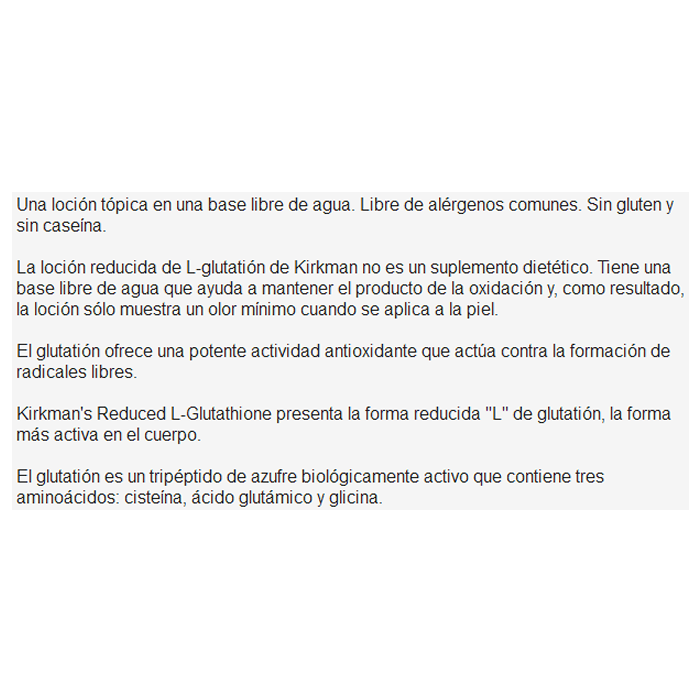 Una loción tópica en una base libre de agua. Libre de alérgenos comunes. Sin gluten y
sin caseína.
La loción reducida de L-glutatión de Kirkman no es un suplemento dietético. Tiene una
base libre de agua que ayuda a mantener el producto de la oxidación y, como resultado,
la loción sólo muestra un olor mínimo cuando se aplica a la piel.
El glutatión ofrece una potente actividad antioxidante que actúa contra la formación de
radicales libres.
Kirkman's Reduced L-Glutathione presenta la forma reducida "L" de glutatión, la forma
más activa en el cuerpo.
El glutatión es un tripéptido de azufre biológicamente activo que contiene tres
aminoácidos: cisteína, ácido glutámico y glicina.